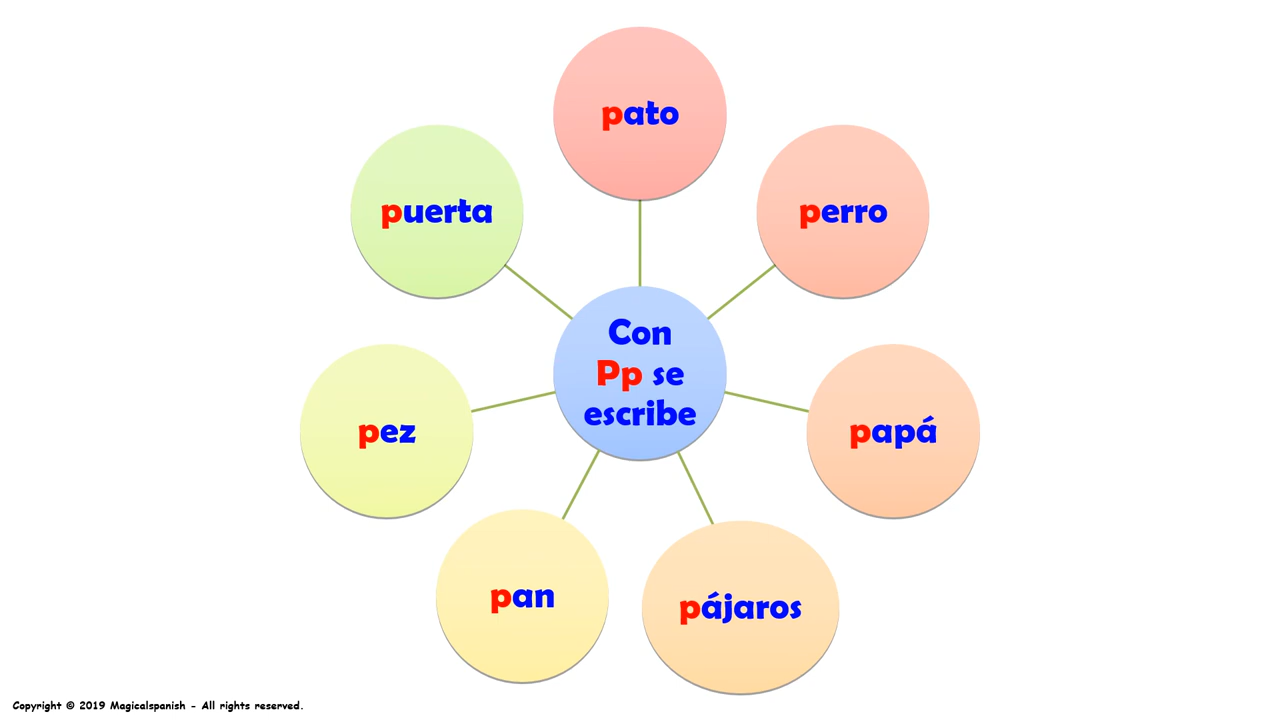 pato
perro
papá
pájaros
pan
pez
puerta
Con
Pp se
escribe
Copyright © 2019 Magicalspanish - All rights reserved.